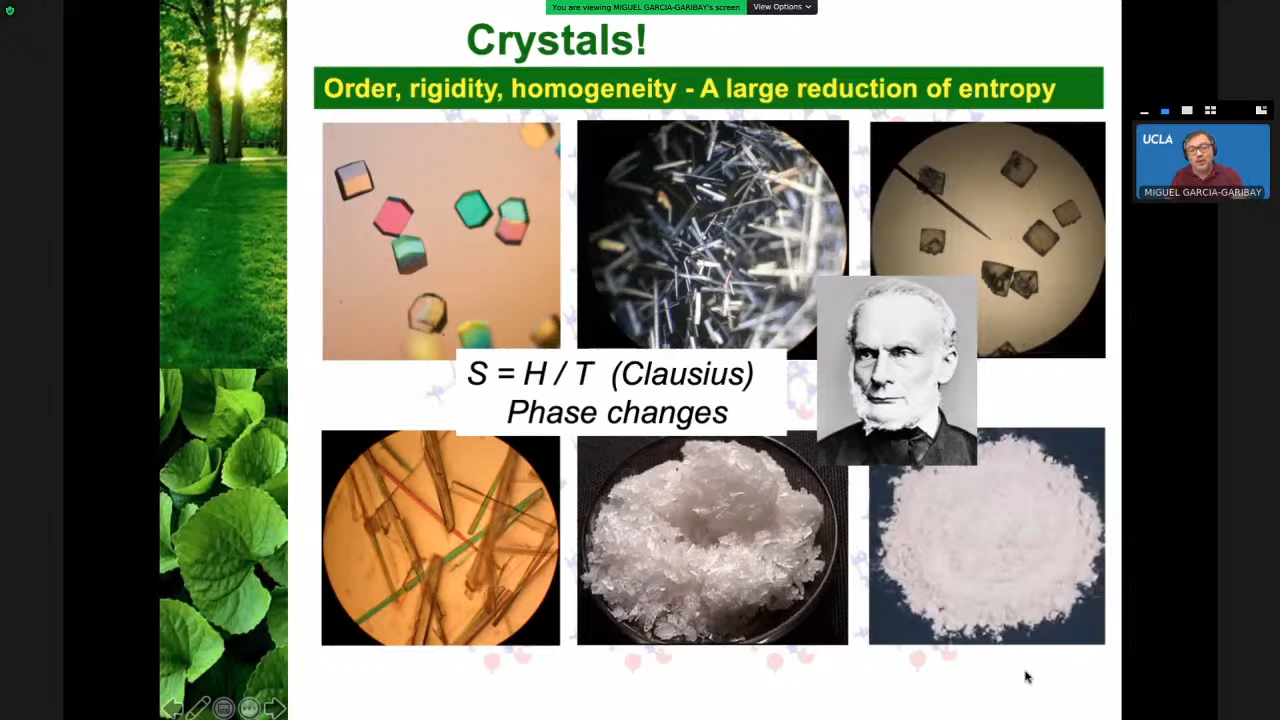 You are viewing MIGUEL GARCIA-GARIBAY's screen
View Options
Crystals!
Order, rigidity, homogeneity - A large reduction of entropy
UCLA
MIGUEL GARCIA-GARIBAY
S = H / T (Clausius)
Phase changes